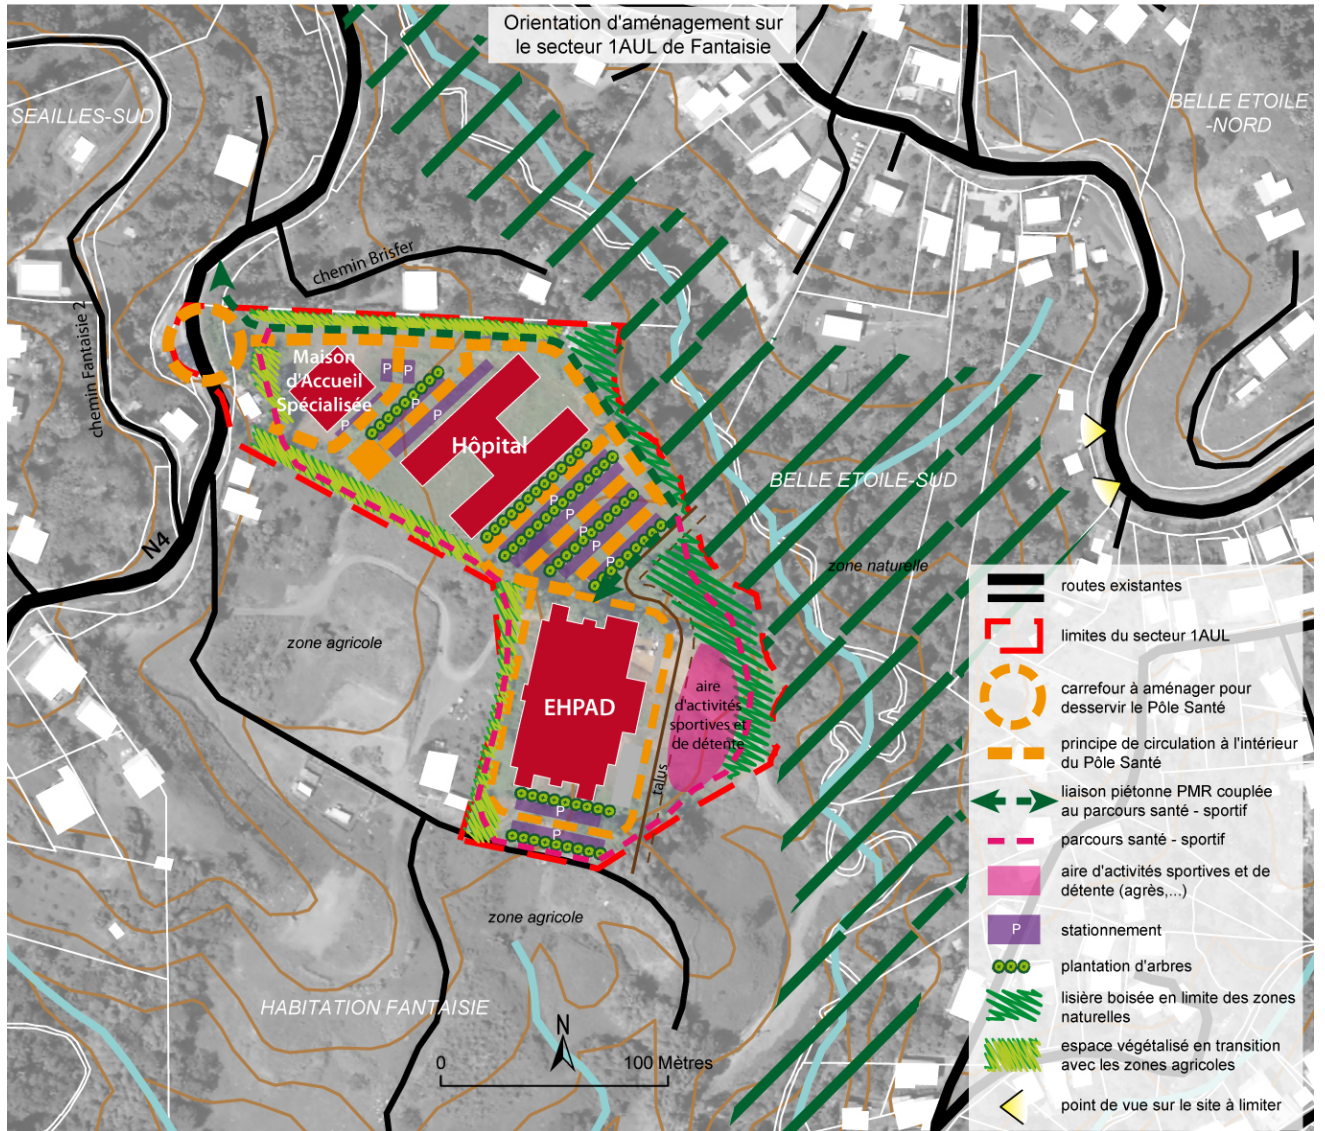 Orientation d'aménagement sur
le secteur 1AUL de Fantaisie
SEAILLES-SUD
BELLE ETOILE
-NORD
chemin Brisfer
chemin Fantaisie 2
Maison
d'Accueil
Spécialisée
P
P
P
P
Hôpital
P
P
P
P
BELLE ETOILE-SUD
N4
zone naturelle
zone agricole
EHPAD
aire
d'activités
sportives et
de détente
talus
P
P
zone agricole
HABITATION FANTAISIE
N
0
100 Mètres
routes existantes
limites du secteur 1AUL
carrefour à aménager pour
desservir le Pôle Santé
principe de circulation à l'intérieur
du Pôle Santé
liaison piétonne PMR couplée
au parcours santé - sportif
parcours santé - sportif
aire d'activités sportives et de
détente (agrès,...)
P
stationnement
plantation d'arbres
lisière boisée en limite des zones
naturelles
espace végétalisé en transition
avec les zones agricoles
point de vue sur le site à limiter